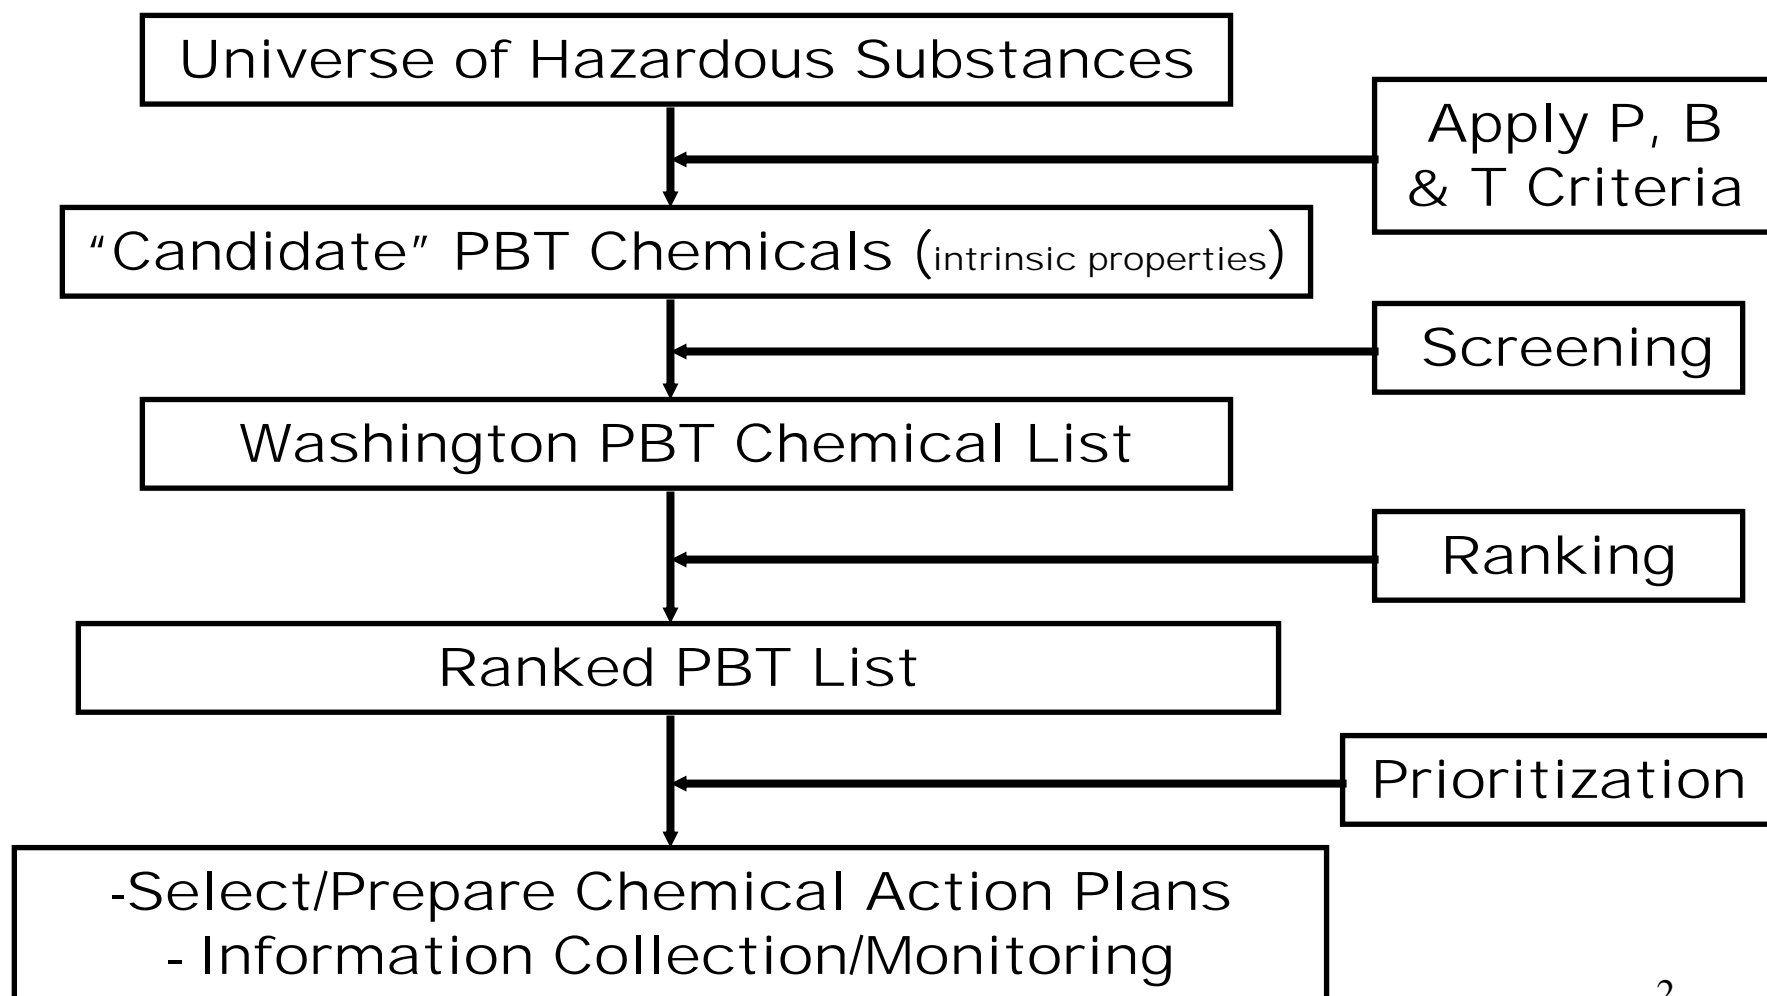 Universe of Hazardous Substances
Apply P, B
& T Criteria
“Candidate” PBT Chemicals (intrinsic properties)
Screening
Washington PBT Chemical List
Ranking
Ranked PBT List
Prioritization
-Select/Prepare Chemical Action Plans
- Information Collection/Monitoring
2